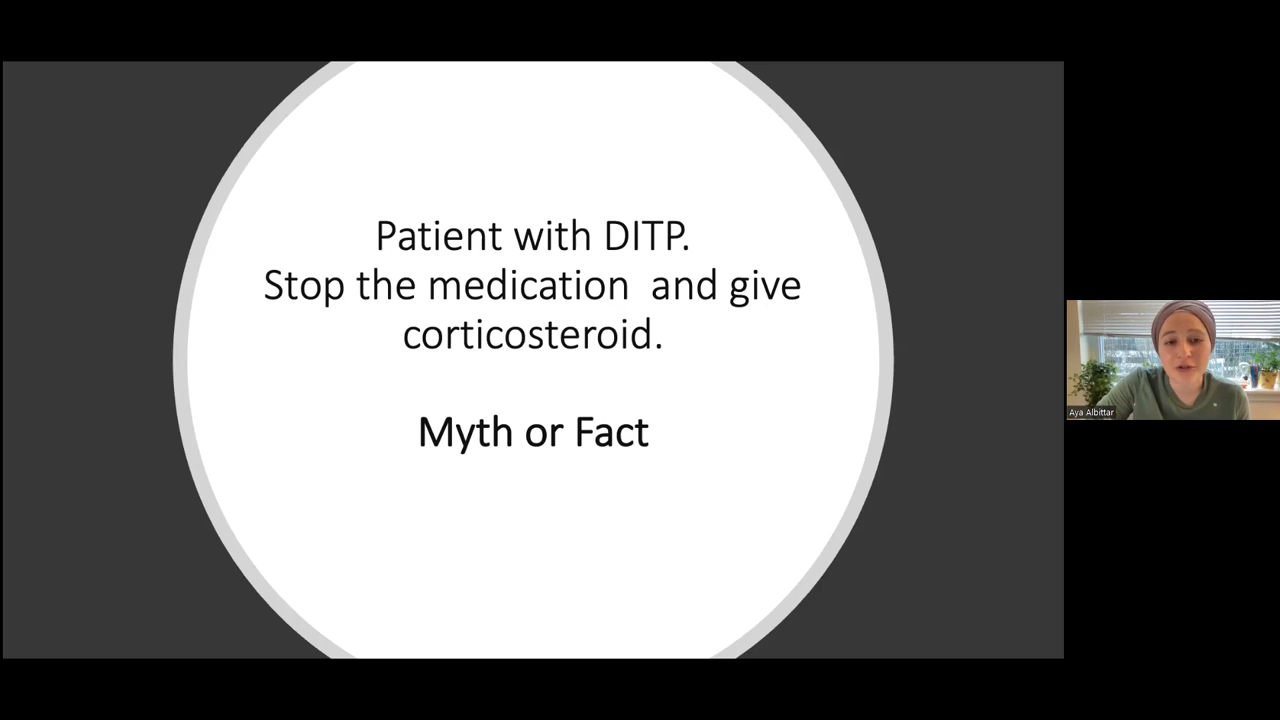 Patient with DITP.
Stop the medication  and give
corticosteroid.
Myth or Fact
Aya Albittar